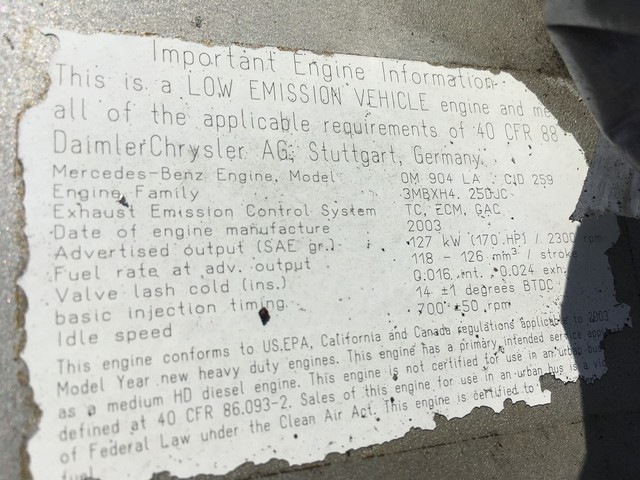 Important Engine Information
This is a LOW EMISSION VEHICLE engine and
all of the applicable requirements of 40 CFR 88
DaimlerChrysler AG, Stuttgart, Germany.
Mercedes-Benz Engine, Model OM 904 LA CID 259
Engine Family 3MBXH4. 25DJC
Exhaust Emission Control System TC, ECM, CAC
Date of engine manufacture 2003
Advertised output (SAE gr.) 127 kW (170 HP) / 2300 rpm
Fuel rate at adv. output 118 - 126 mm³ / stroke
Valve lash cold (ins.) 0.016 int. 0.024 exh.
basic injection timing 14 ±1 degrees BTDC
Idle speed 700 ±50 rpm
This engine conforms to US.EPA, California and Canada regulations applicable to 2003
Model Year new heavy duty engines. This engine has a primary intended service
as a medium HD diesel engine. This engine is not certified for use in an urban bus
defined at 40 CFR 86.093-2. Sales of this engine for use in an urban bus is a
of Federal Law under the Clean Air Act. This engine is certified to
fuel